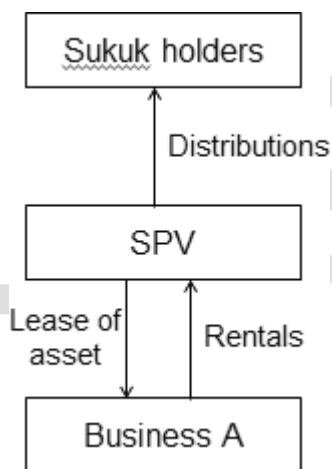 Sukuk holders
Distributions
SPV
Lease of
asset
Rentals
Business A